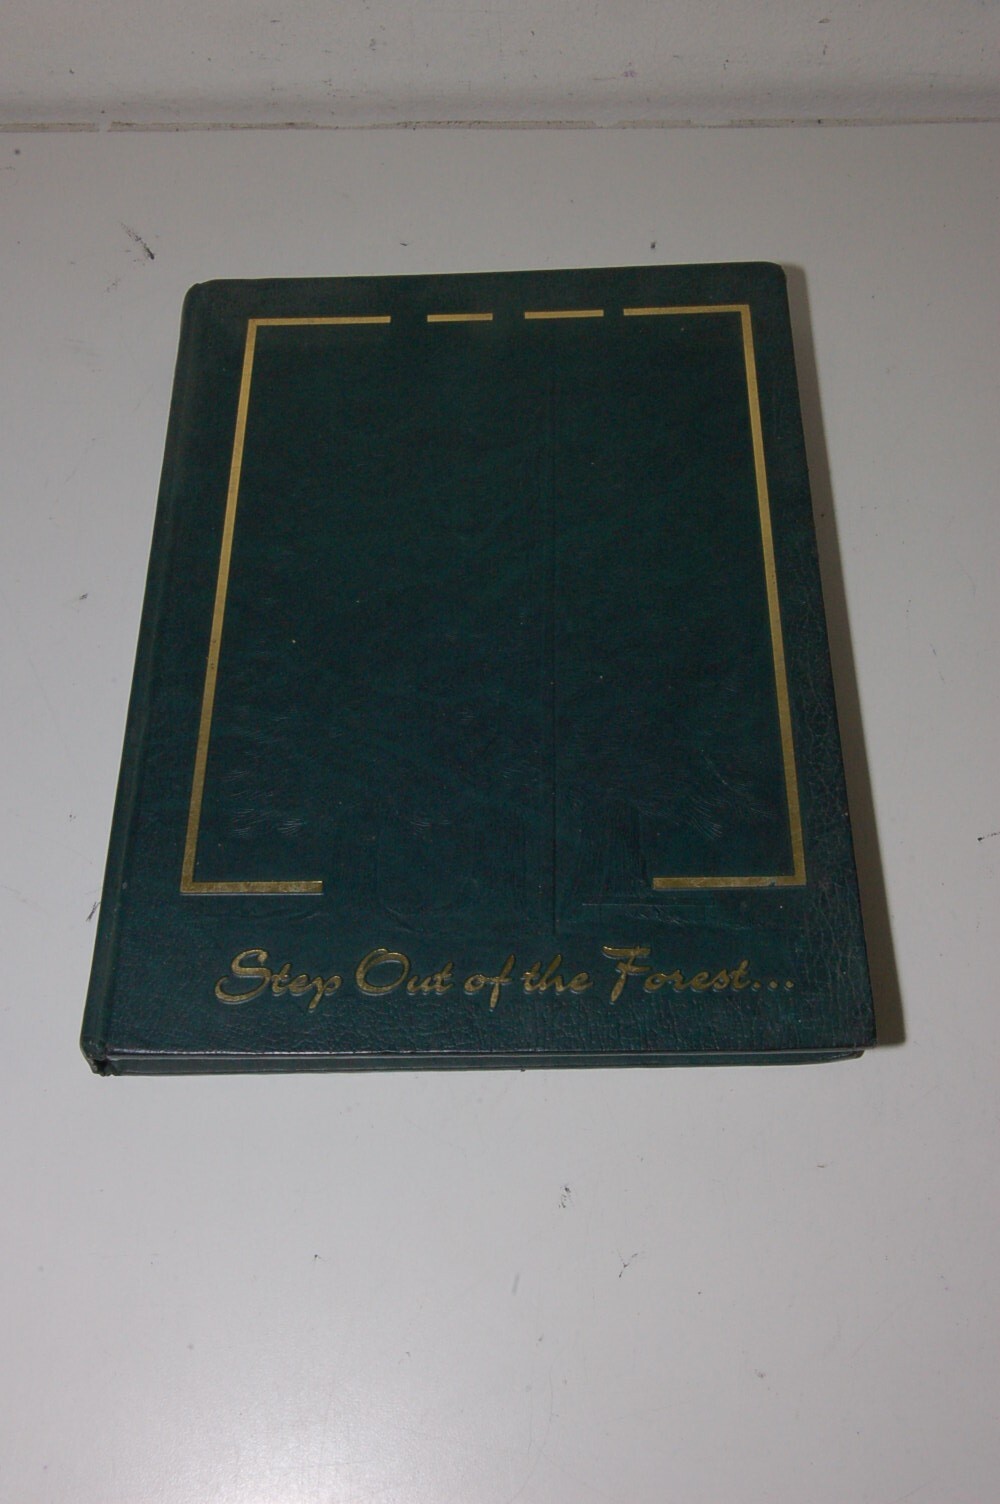 Step Out of the Forest...